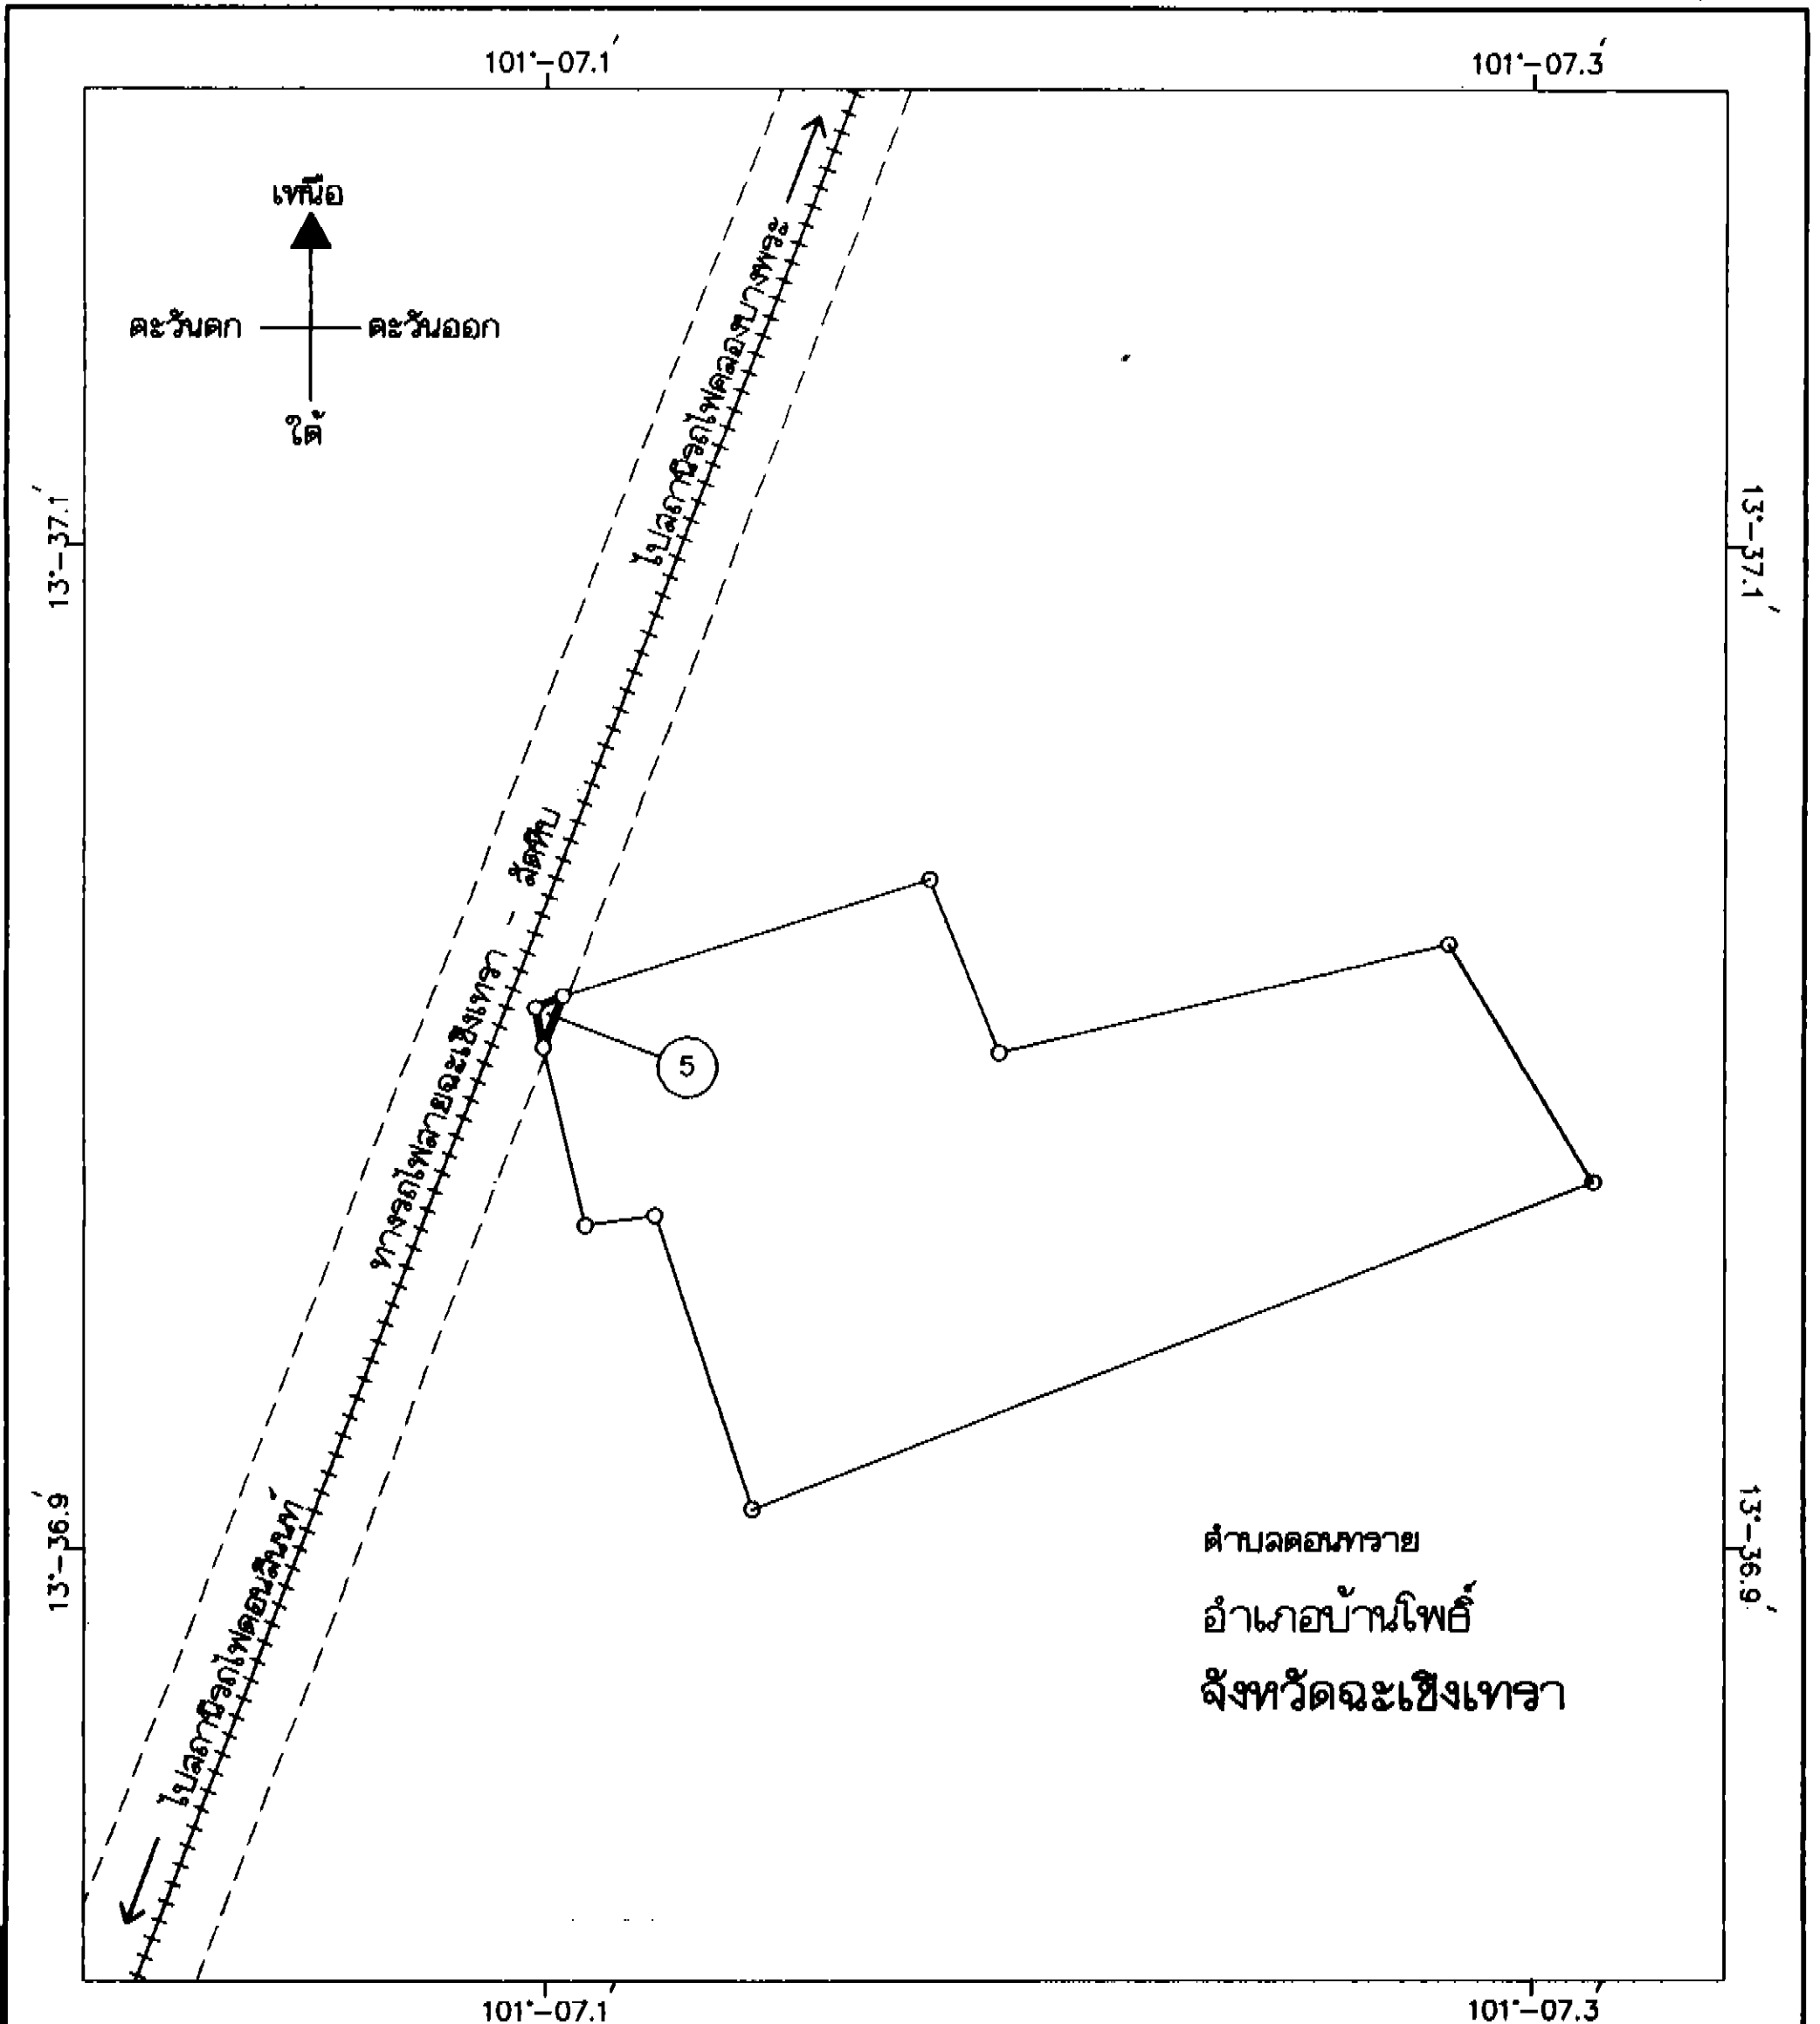 101°-07.1′
101°-07.3′
เหนือ
ตะวันตก
ตะวันออก
ใต้
13°-37.1′
13°-37.1′
ไปสถานีรถไฟคลองบางพระ
ทางรถไฟสายฉะเชิงเทรา - สัตหีบ
5
ไปสถานีรถไฟดอนสีนนท์
13°-36.9′
13°-36.9′
ตำบลดอนทราย
อำเภอบ้านโพธิ์
จังหวัดฉะเชิงเทรา
101°-07.1′
101°-07.3′